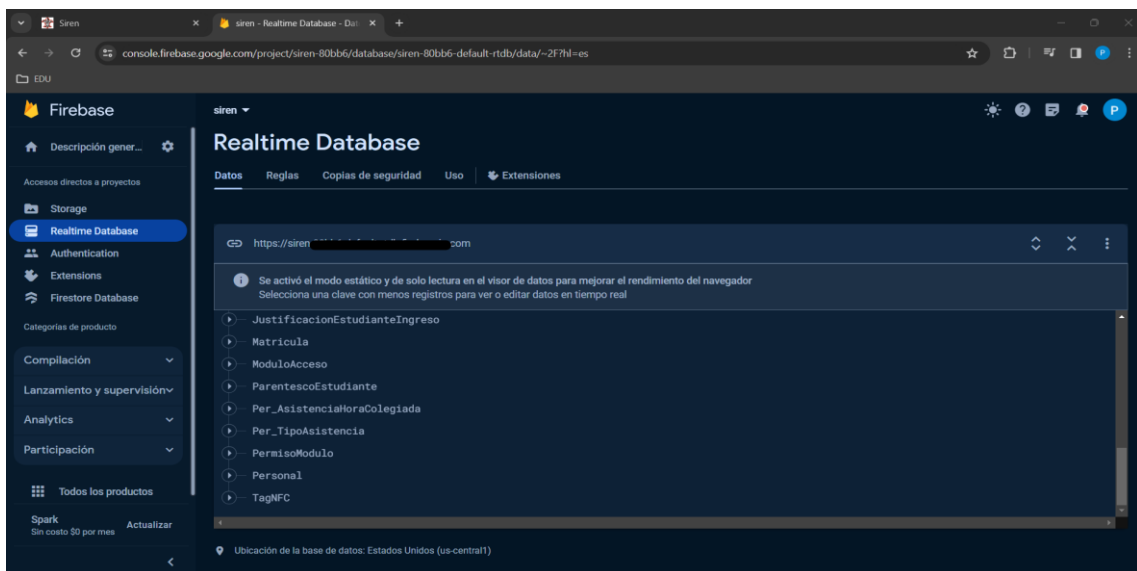 Siren
siren - Realtime Database - Dat
console.firebase.google.com/project/siren-80bb6/database/siren-80bb6-default-rtdb/data/~2F?hl=es
EDU
Firebase
siren
P
Descripción gener...
Realtime Database
Accesos directos a proyectos
Datos Reglas Copias de seguridad Uso Extensiones
Storage
Realtime Database
Authentication
Extensions
Firestore Database
https://siren .com
Se activó el modo estático y de solo lectura en el visor de datos para mejorar el rendimiento del navegador
Selecciona una clave con menos registros para ver o editar datos en tiempo real
Categorías de producto
Compilación
Lanzamiento y supervisión
Analytics
Participación
Todos los productos
Spark
Sin costo $0 por mes
Actualizar
JustificacionEstudianteIngreso
Matricula
ModuloAcceso
ParentescoEstudiante
Per_AsistenciaHoraColegiada
Per_TipoAsistencia
PermisoModulo
Personal
TagNFC
Ubicación de la base de datos: Estados Unidos (us-central1)